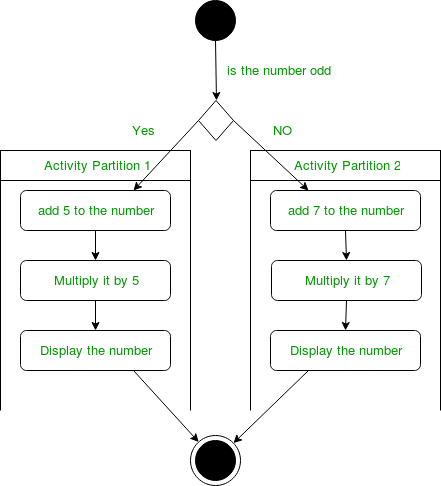 is the number odd
Yes
NO
Activity Partition 1
Activity Partition 2
add 5 to the number
add 7 to the number
Multiply it by 5
Multiply it by 7
Display the number
Display the number